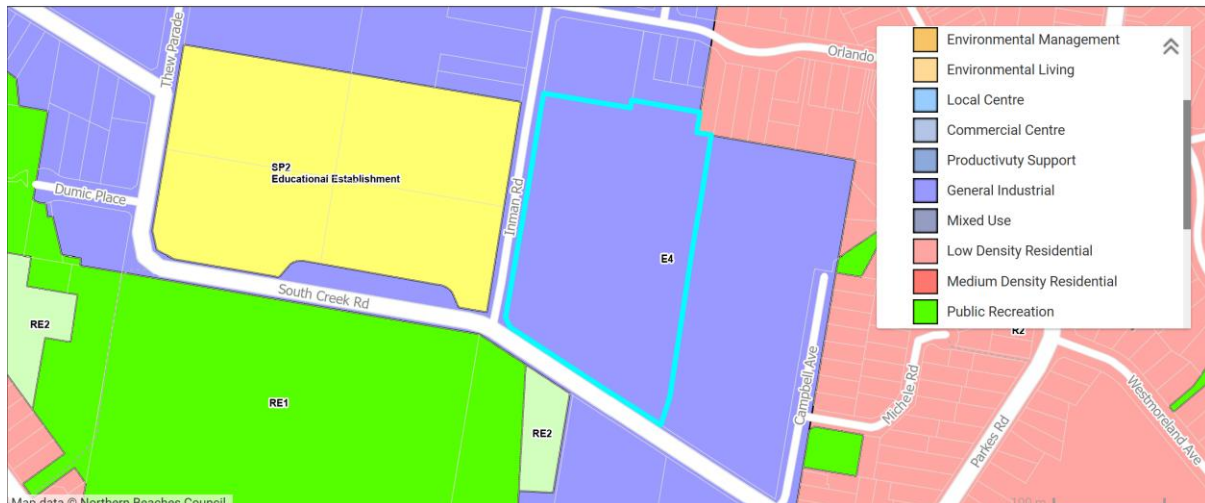 Thew Parade
Orlando
Environmental Management
Environmental Living
Local Centre
Commercial Centre
Productivuty Support
General Industrial
Mixed Use
Low Density Residential
Medium Density Residential
Public Recreation
SP2
Educational Establishment
Dumic Place
Inman Rd
E4
South Creek Rd
RE2
RE1
RE2
Campbell Ave
Michele Rd
R2
Parkes Rd
Westmoreland Ave
Map data © Northern Beaches Council
100 m